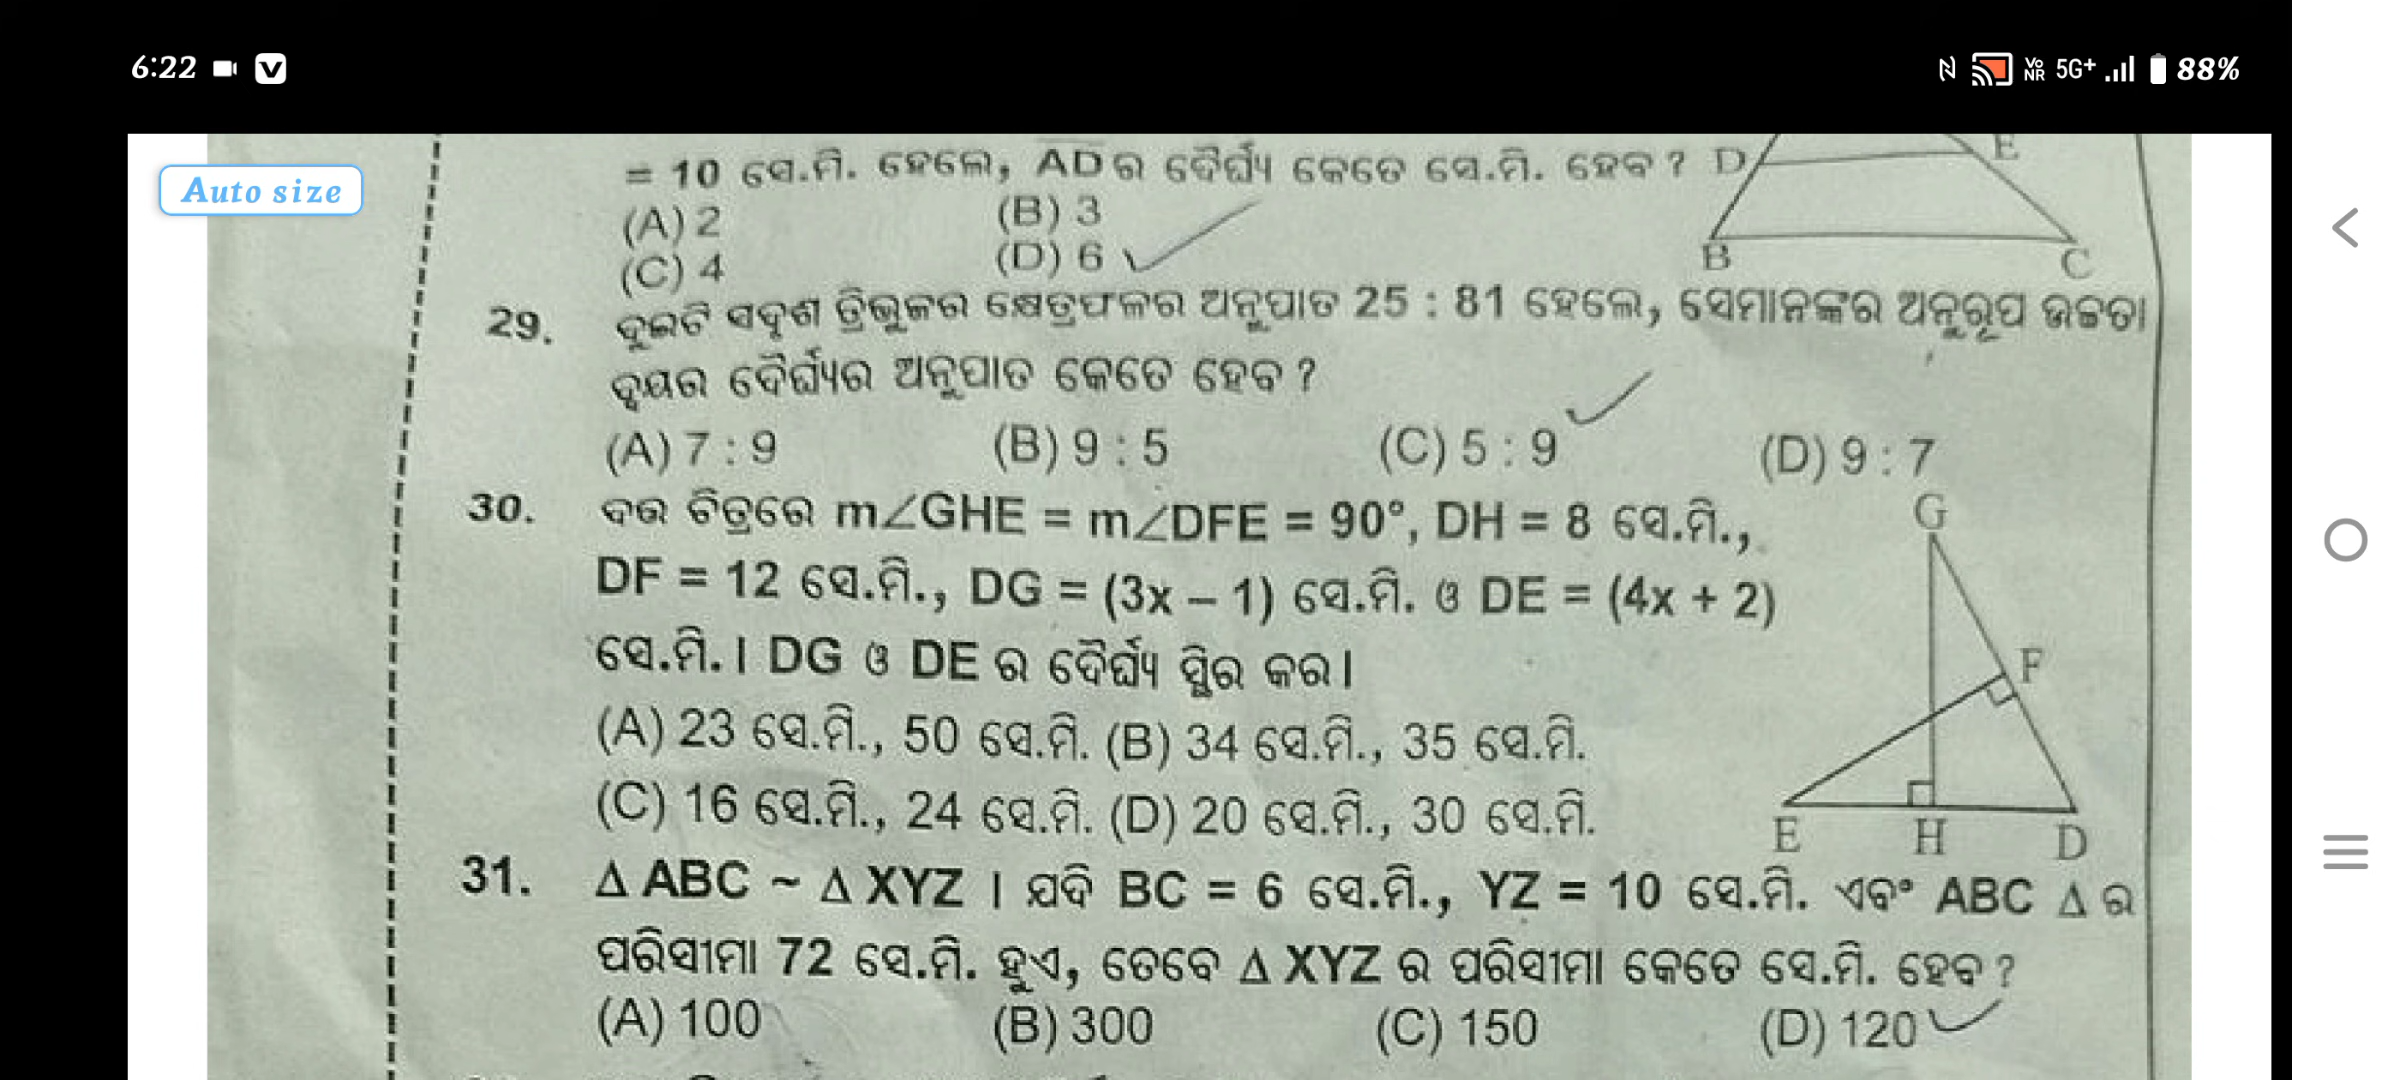 6:22
VoNR 5G+ 88%
Auto size
= 10 ସେ.ମି. ହେଲେ, AD ର ଦୈର୍ଘ୍ୟ କେତେ ସେ.ମି. ହେବ ? D E
(A) 2 (B) 3
(C) 4 (D) 6
B C
29. ଦୁଇଟି ସଦୃଶ ତ୍ରିଭୁଜର କ୍ଷେତ୍ରଫଳର ଅନୁପାତ 25 : 81 ହେଲେ, ସେମାନଙ୍କର ଅନୁରୂପ ଉଚ୍ଚତା
ଦ୍ୱୟର ଦୈର୍ଘ୍ୟର ଅନୁପାତ କେତେ ହେବ ?
(A) 7 : 9 (B) 9 : 5 (C) 5 : 9 (D) 9 : 7
30. ଦତ୍ତ ଚିତ୍ରରେ m∠GHE = m∠DFE = 90°, DH = 8 ସେ.ମି.,
DF = 12 ସେ.ମି., DG = (3x – 1) ସେ.ମି. ଓ DE = (4x + 2)
ସେ.ମି. । DG ଓ DE ର ଦୈର୍ଘ୍ୟ ସ୍ଥିର କର ।
(A) 23 ସେ.ମି., 50 ସେ.ମି. (B) 34 ସେ.ମି., 35 ସେ.ମି.
(C) 16 ସେ.ମି., 24 ସେ.ମି. (D) 20 ସେ.ମି., 30 ସେ.ମି.
G
F
E H D
31. Δ ABC ~ Δ XYZ । ଯଦି BC = 6 ସେ.ମି., YZ = 10 ସେ.ମି. ଏବଂ ABC Δ ର
ପରିସୀମା 72 ସେ.ମି. ହୁଏ, ତେବେ Δ XYZ ର ପରିସୀମା କେତେ ସେ.ମି. ହେବ ?
(A) 100 (B) 300 (C) 150 (D) 120